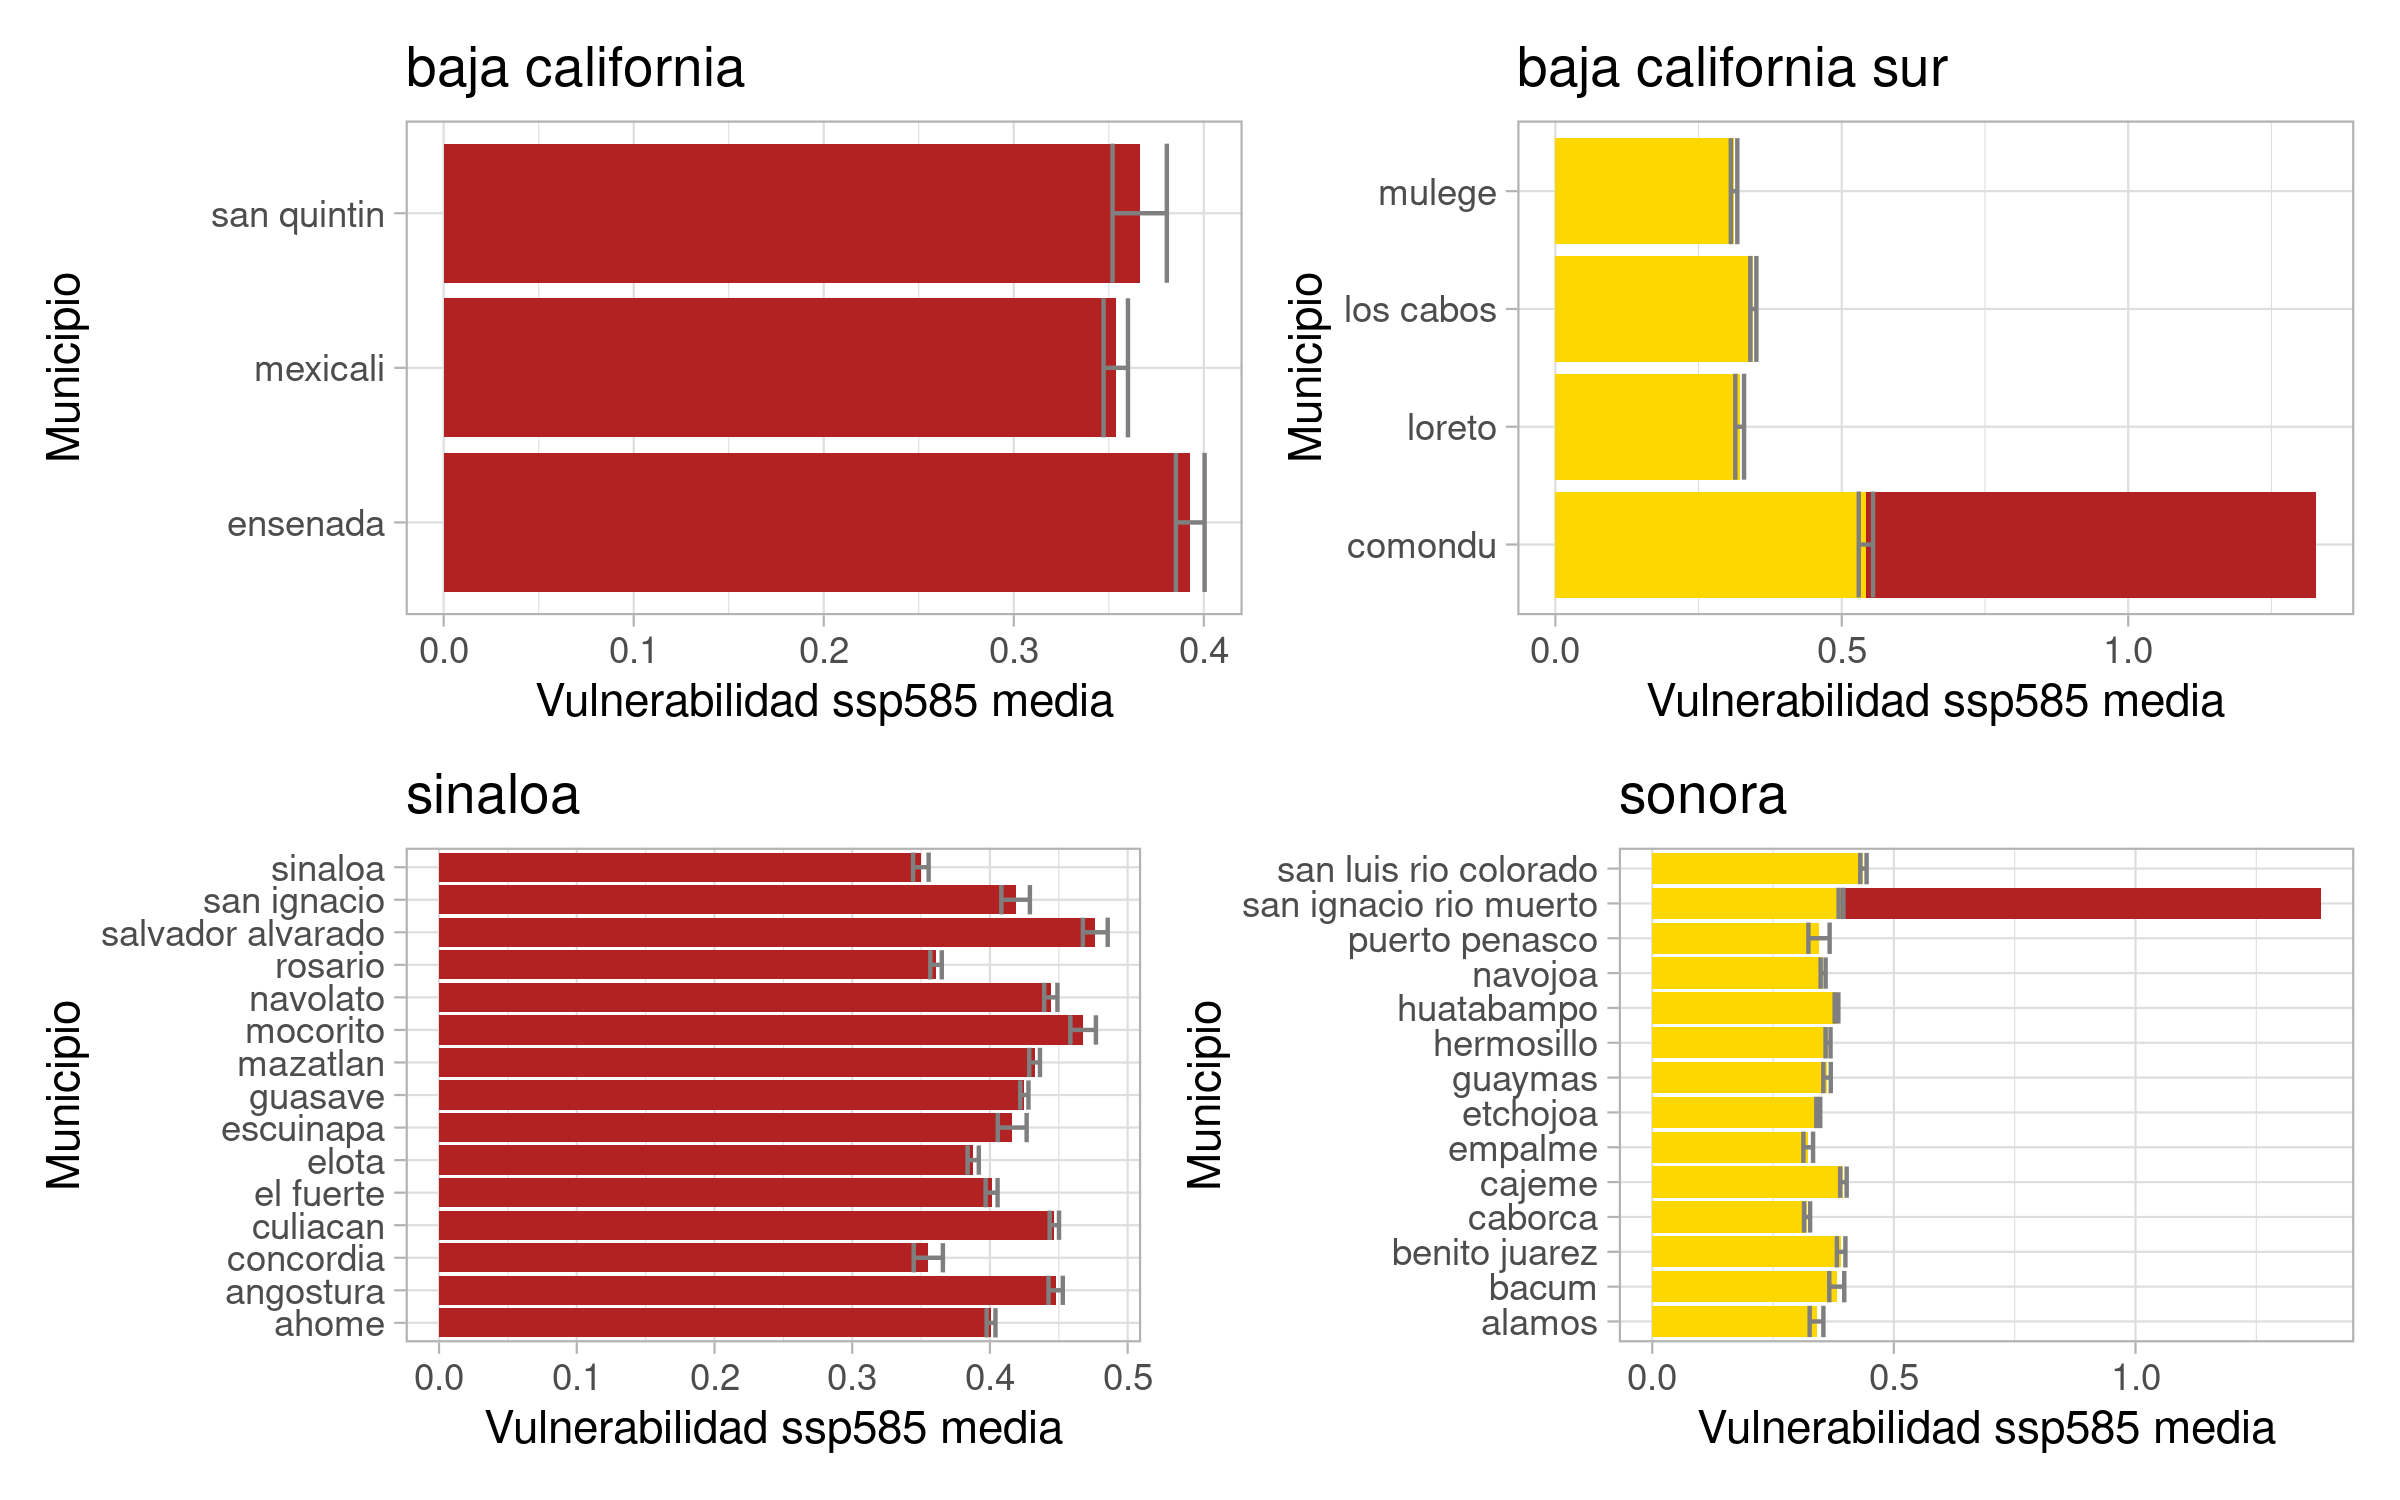 baja california
Municipio
san quintin
mexicali
ensenada
0.0 0.1 0.2 0.3 0.4
Vulnerabilidad ssp585 media
baja california sur
Municipio
mulege
los cabos
loreto
comondu
0.0 0.5 1.0
Vulnerabilidad ssp585 media
sinaloa
Municipio
sinaloa
san ignacio
salvador alvarado
rosario
navolato
mocorito
mazatlan
guasave
escuinapa
elota
el fuerte
culiacan
concordia
angostura
ahome
0.0 0.1 0.2 0.3 0.4 0.5
Vulnerabilidad ssp585 media
sonora
Municipio
san luis rio colorado
san ignacio rio muerto
puerto penasco
navojoa
huatabampo
hermosillo
guaymas
etchojoa
empalme
cajeme
caborca
benito juarez
bacum
alamos
0.0 0.5 1.0
Vulnerabilidad ssp585 media